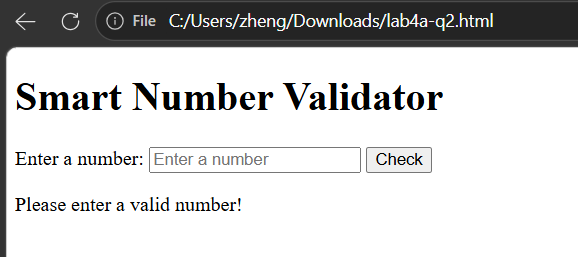 File C:/Users/zheng/Downloads/lab4a-q2.html
Smart Number Validator
Enter a number: Enter a number Check
Please enter a valid number!